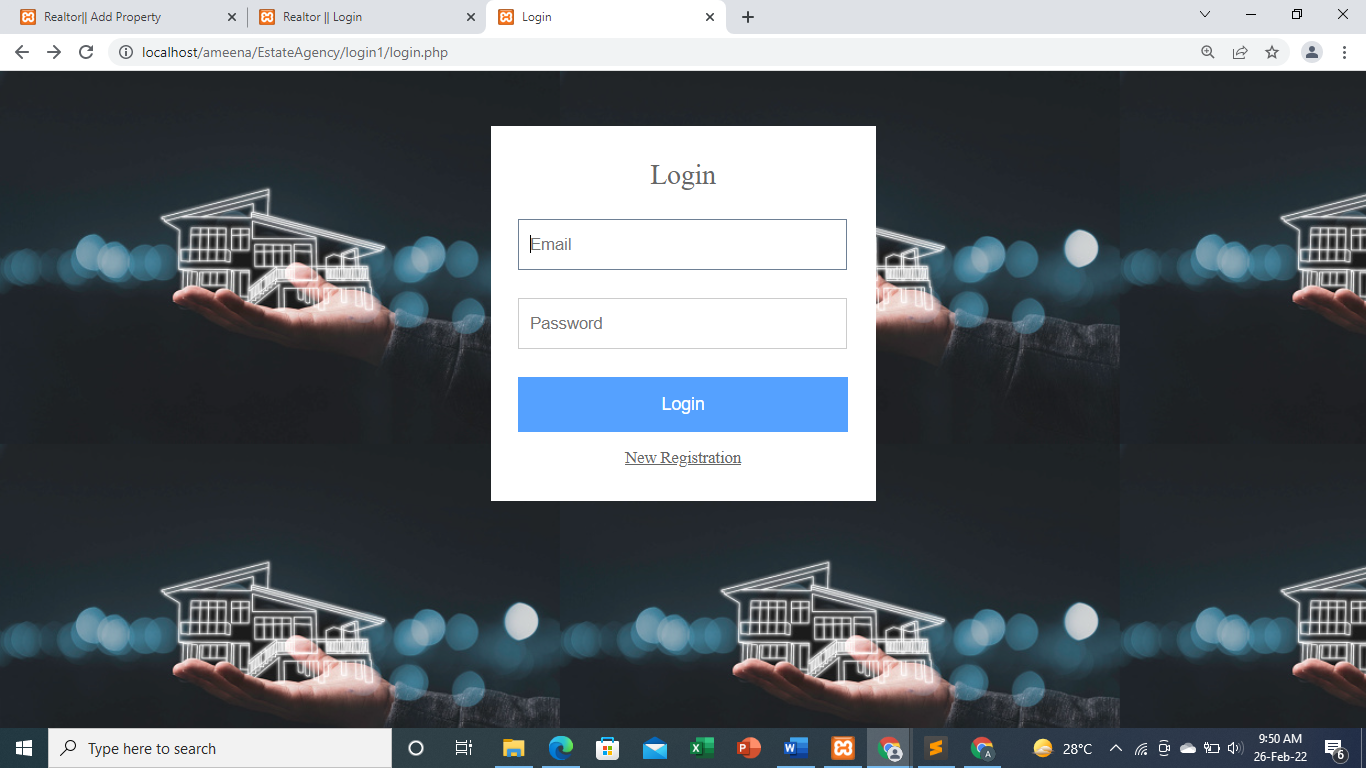 Realtor|| Add Property
Realtor || Login
Login
localhost/ameena/EstateAgency/login1/login.php
Login
Email
Password
Login
New Registration
Type here to search
28°C
9:50 AM
26-Feb-22
6
A